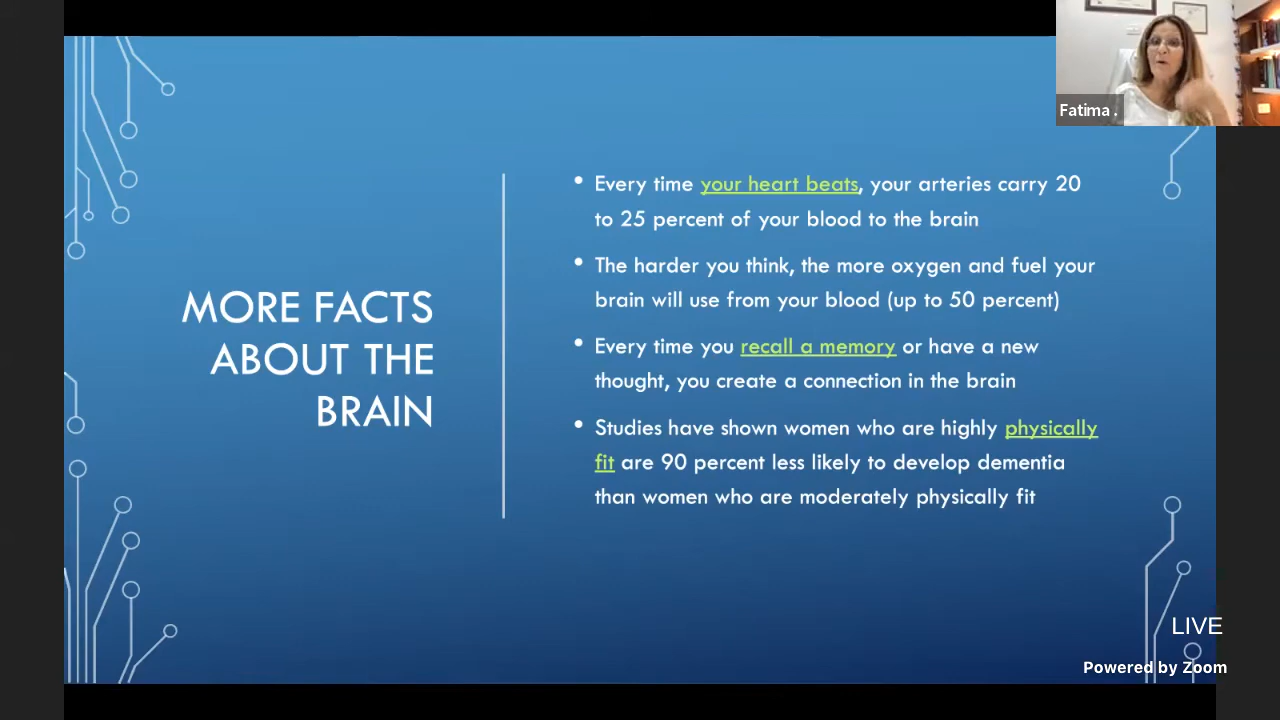 Fatima .
MORE FACTS
ABOUT THE
BRAIN
• Every time your heart beats, your arteries carry 20
to 25 percent of your blood to the brain
• The harder you think, the more oxygen and fuel your
brain will use from your blood (up to 50 percent)
• Every time you recall a memory or have a new
thought, you create a connection in the brain
• Studies have shown women who are highly physically
fit are 90 percent less likely to develop dementia
than women who are moderately physically fit
LIVE
Powered by Zoom